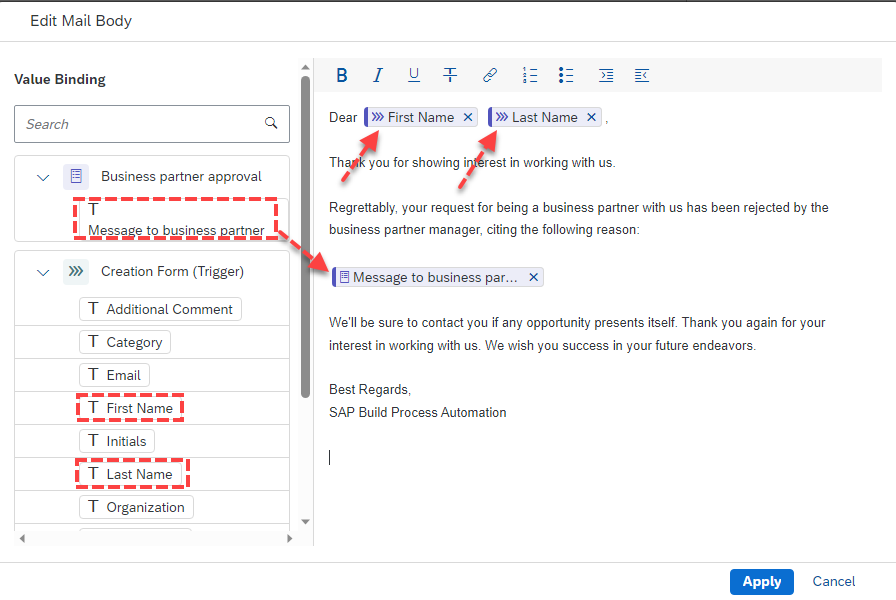 Edit Mail Body
Value Binding
Search
Business partner approval
T
Message to business partner
Creation Form (Trigger)
T Additional Comment
T Category
T Email
T First Name
T Initials
T Last Name
T Organization
B I U T
Dear First Name Last Name ,
Thank you for showing interest in working with us.
Regrettably, your request for being a business partner with us has been rejected by the
business partner manager, citing the following reason:
Message to business par...
We'll be sure to contact you if any opportunity presents itself. Thank you again for your
interest in working with us. We wish you success in your future endeavors.
Best Regards,
SAP Build Process Automation
Apply Cancel